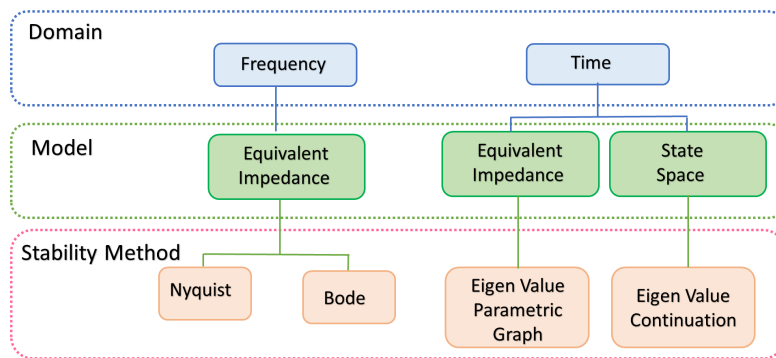 Domain
Frequency
Time
Model
Equivalent
Impedance
Equivalent
Impedance
State
Space
Stability Method
Nyquist
Bode
Eigen Value
Parametric
Graph
Eigen Value
Continuation